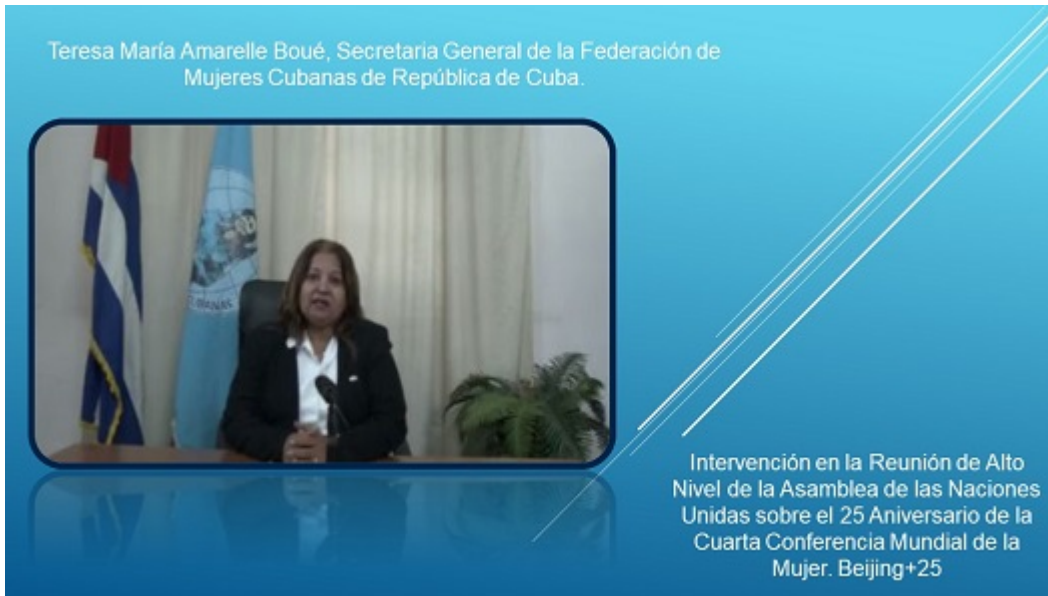 Teresa María Amarelle Boué, Secretaria General de la Federación de
Mujeres Cubanas de República de Cuba.
Intervención en la Reunión de Alto
Nivel de la Asamblea de las Naciones
Unidas sobre el 25 Aniversario de la
Cuarta Conferencia Mundial de la
Mujer. Beijing+25